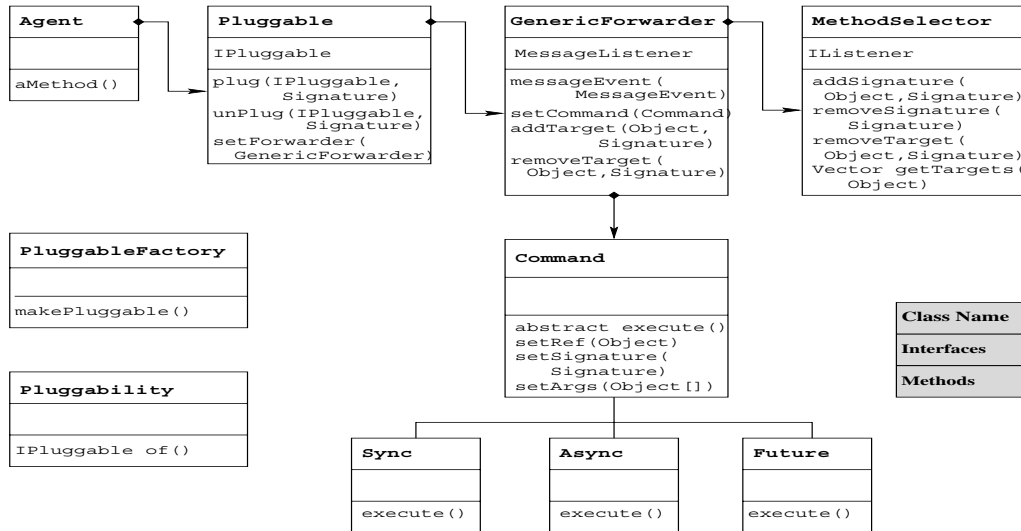 Agent
aMethod()
Pluggable
IPluggable
plug(IPluggable,
Signature)
unPlug(IPluggable,
Signature)
setForwarder(
GenericForwarder)
GenericForwarder
MessageListener
messageEvent(
MessageEvent)
setCommand(Command)
addTarget(Object,
Signature)
removeTarget(
Object,Signature)
MethodSelector
IListener
addSignature(
Object,Signature)
removeSignature(
Signature)
removeTarget(
Object,Signature)
Vector getTargets(
Object)
PluggableFactory
makePluggable()
Command
abstract execute()
setRef(Object)
setSignature(
Signature)
setArgs(Object[])
Class Name
Interfaces
Methods
Pluggability
IPluggable of()
Sync
execute()
Async
execute()
Future
execute()